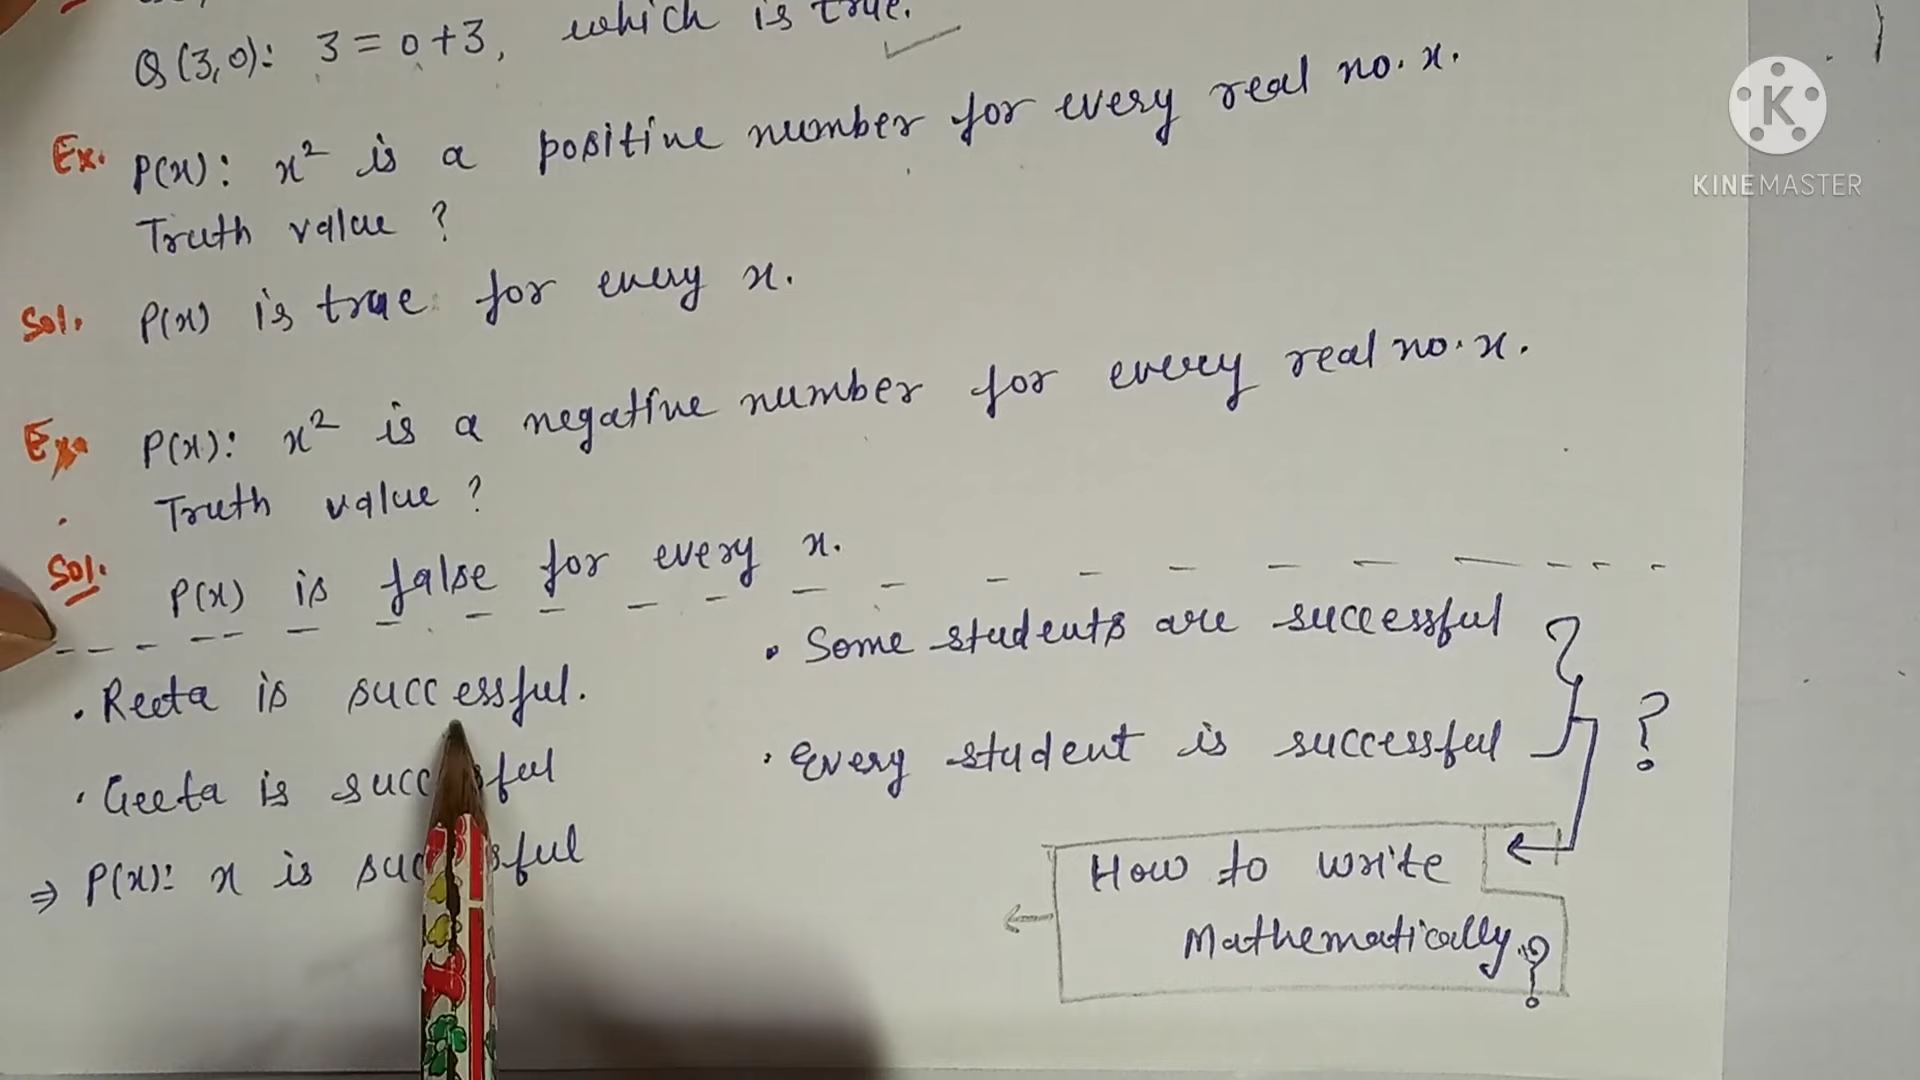 which is true.
Q(3,0): 3 = 0+3,
Ex. P(x): x² is a positive number for every real no. x.
Truth value ?
Sol. P(x) is true for every x.
Ex. P(x): x² is a negative number for every real no. x.
Truth value ?
Sol. P(x) is false for every x.
• Reeta is successful.
• Geeta is successful
⇒ P(x): x is successful
• Some students are successful
• Every student is successful
?
How to write
Mathematically.?
K
KINEMASTER